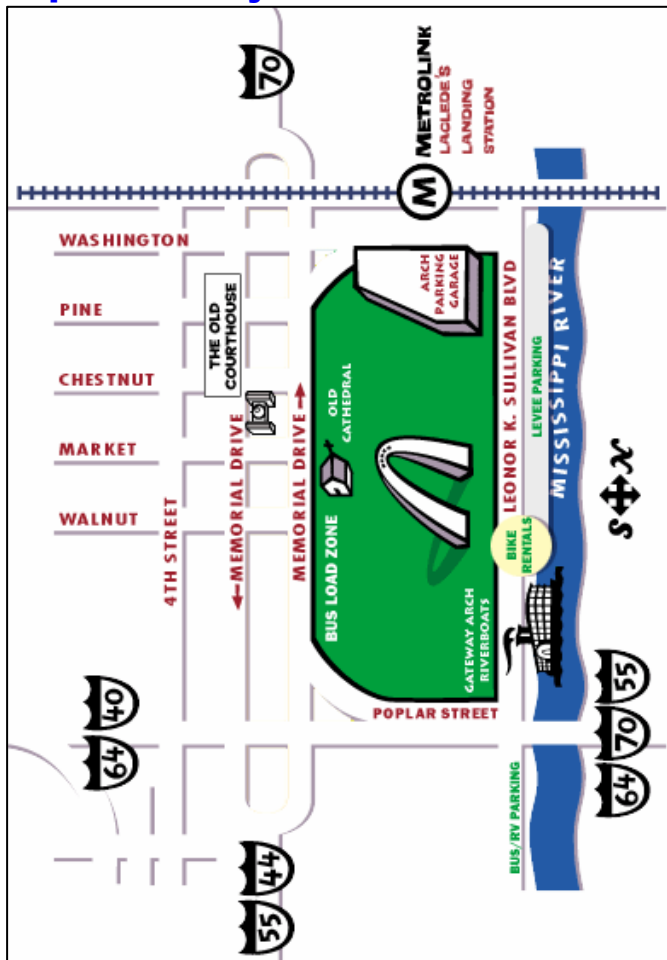 70
METROLINK
LACLEDE'S
LANDING
STATION
M
WASHINGTON
PINE
CHESTNUT
MARKET
WALNUT
THE OLD
COURTHOUSE
4TH STREET
MEMORIAL DRIVE
MEMORIAL DRIVE
BUS LOAD ZONE
OLD
CATHEDRAL
ARCH
PARKING
GARAGE
GATEWAY ARCH
RIVERBOATS
LEONOR K. SULLIVAN BLVD
LEVEE PARKING
MISSISSIPPI RIVER
BIKE
RENTALS
S N
POPLAR STREET
BUS/RV PARKING
64 40
55 44
64 70 55